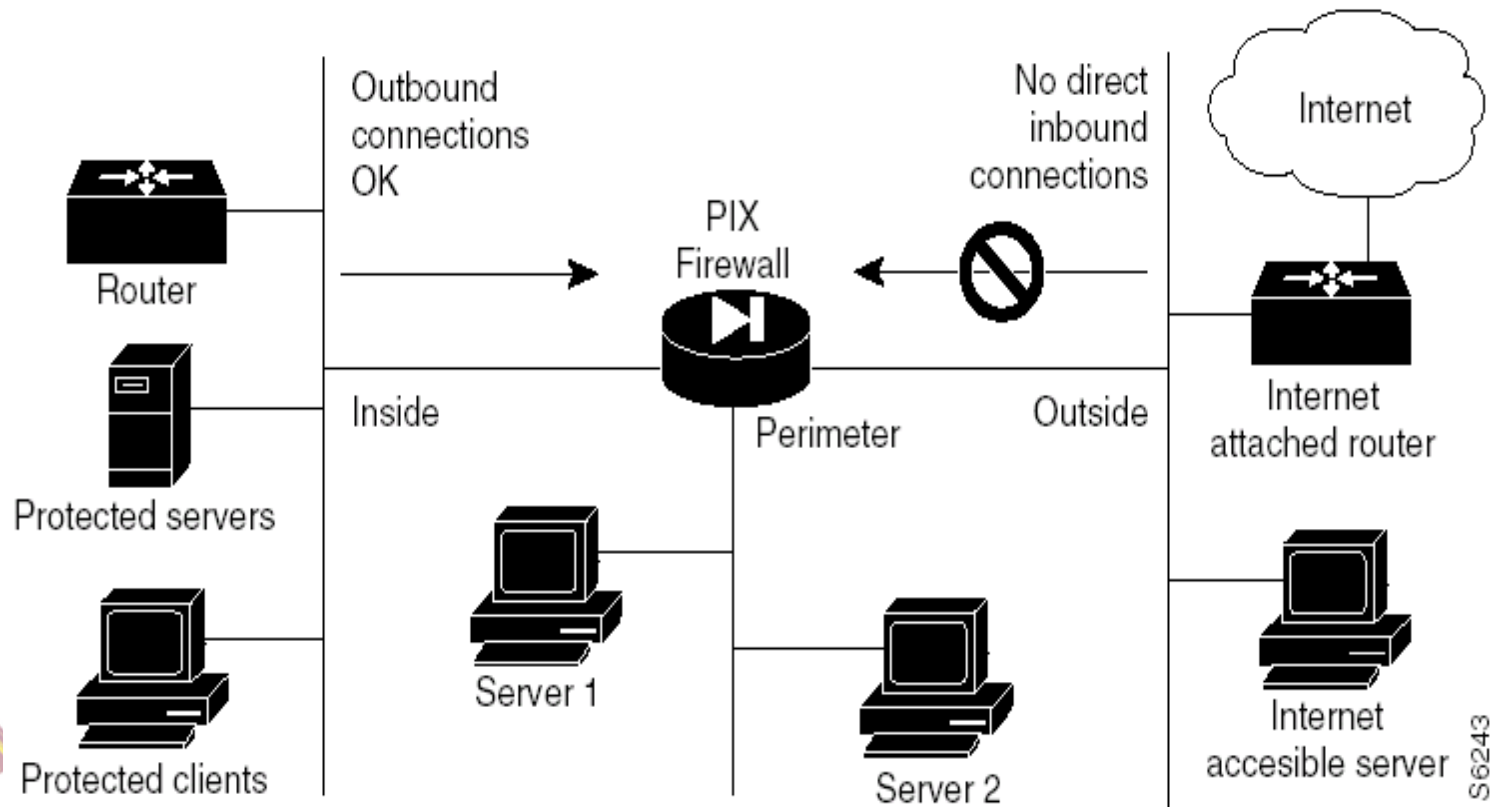 Outbound
connections
OK
No direct
inbound
connections
Internet
Router
PIX
Firewall
Inside
Perimeter
Outside
Internet
attached router
Protected servers
Server 1
Protected clients
Server 2
Internet
accesible server
S6243